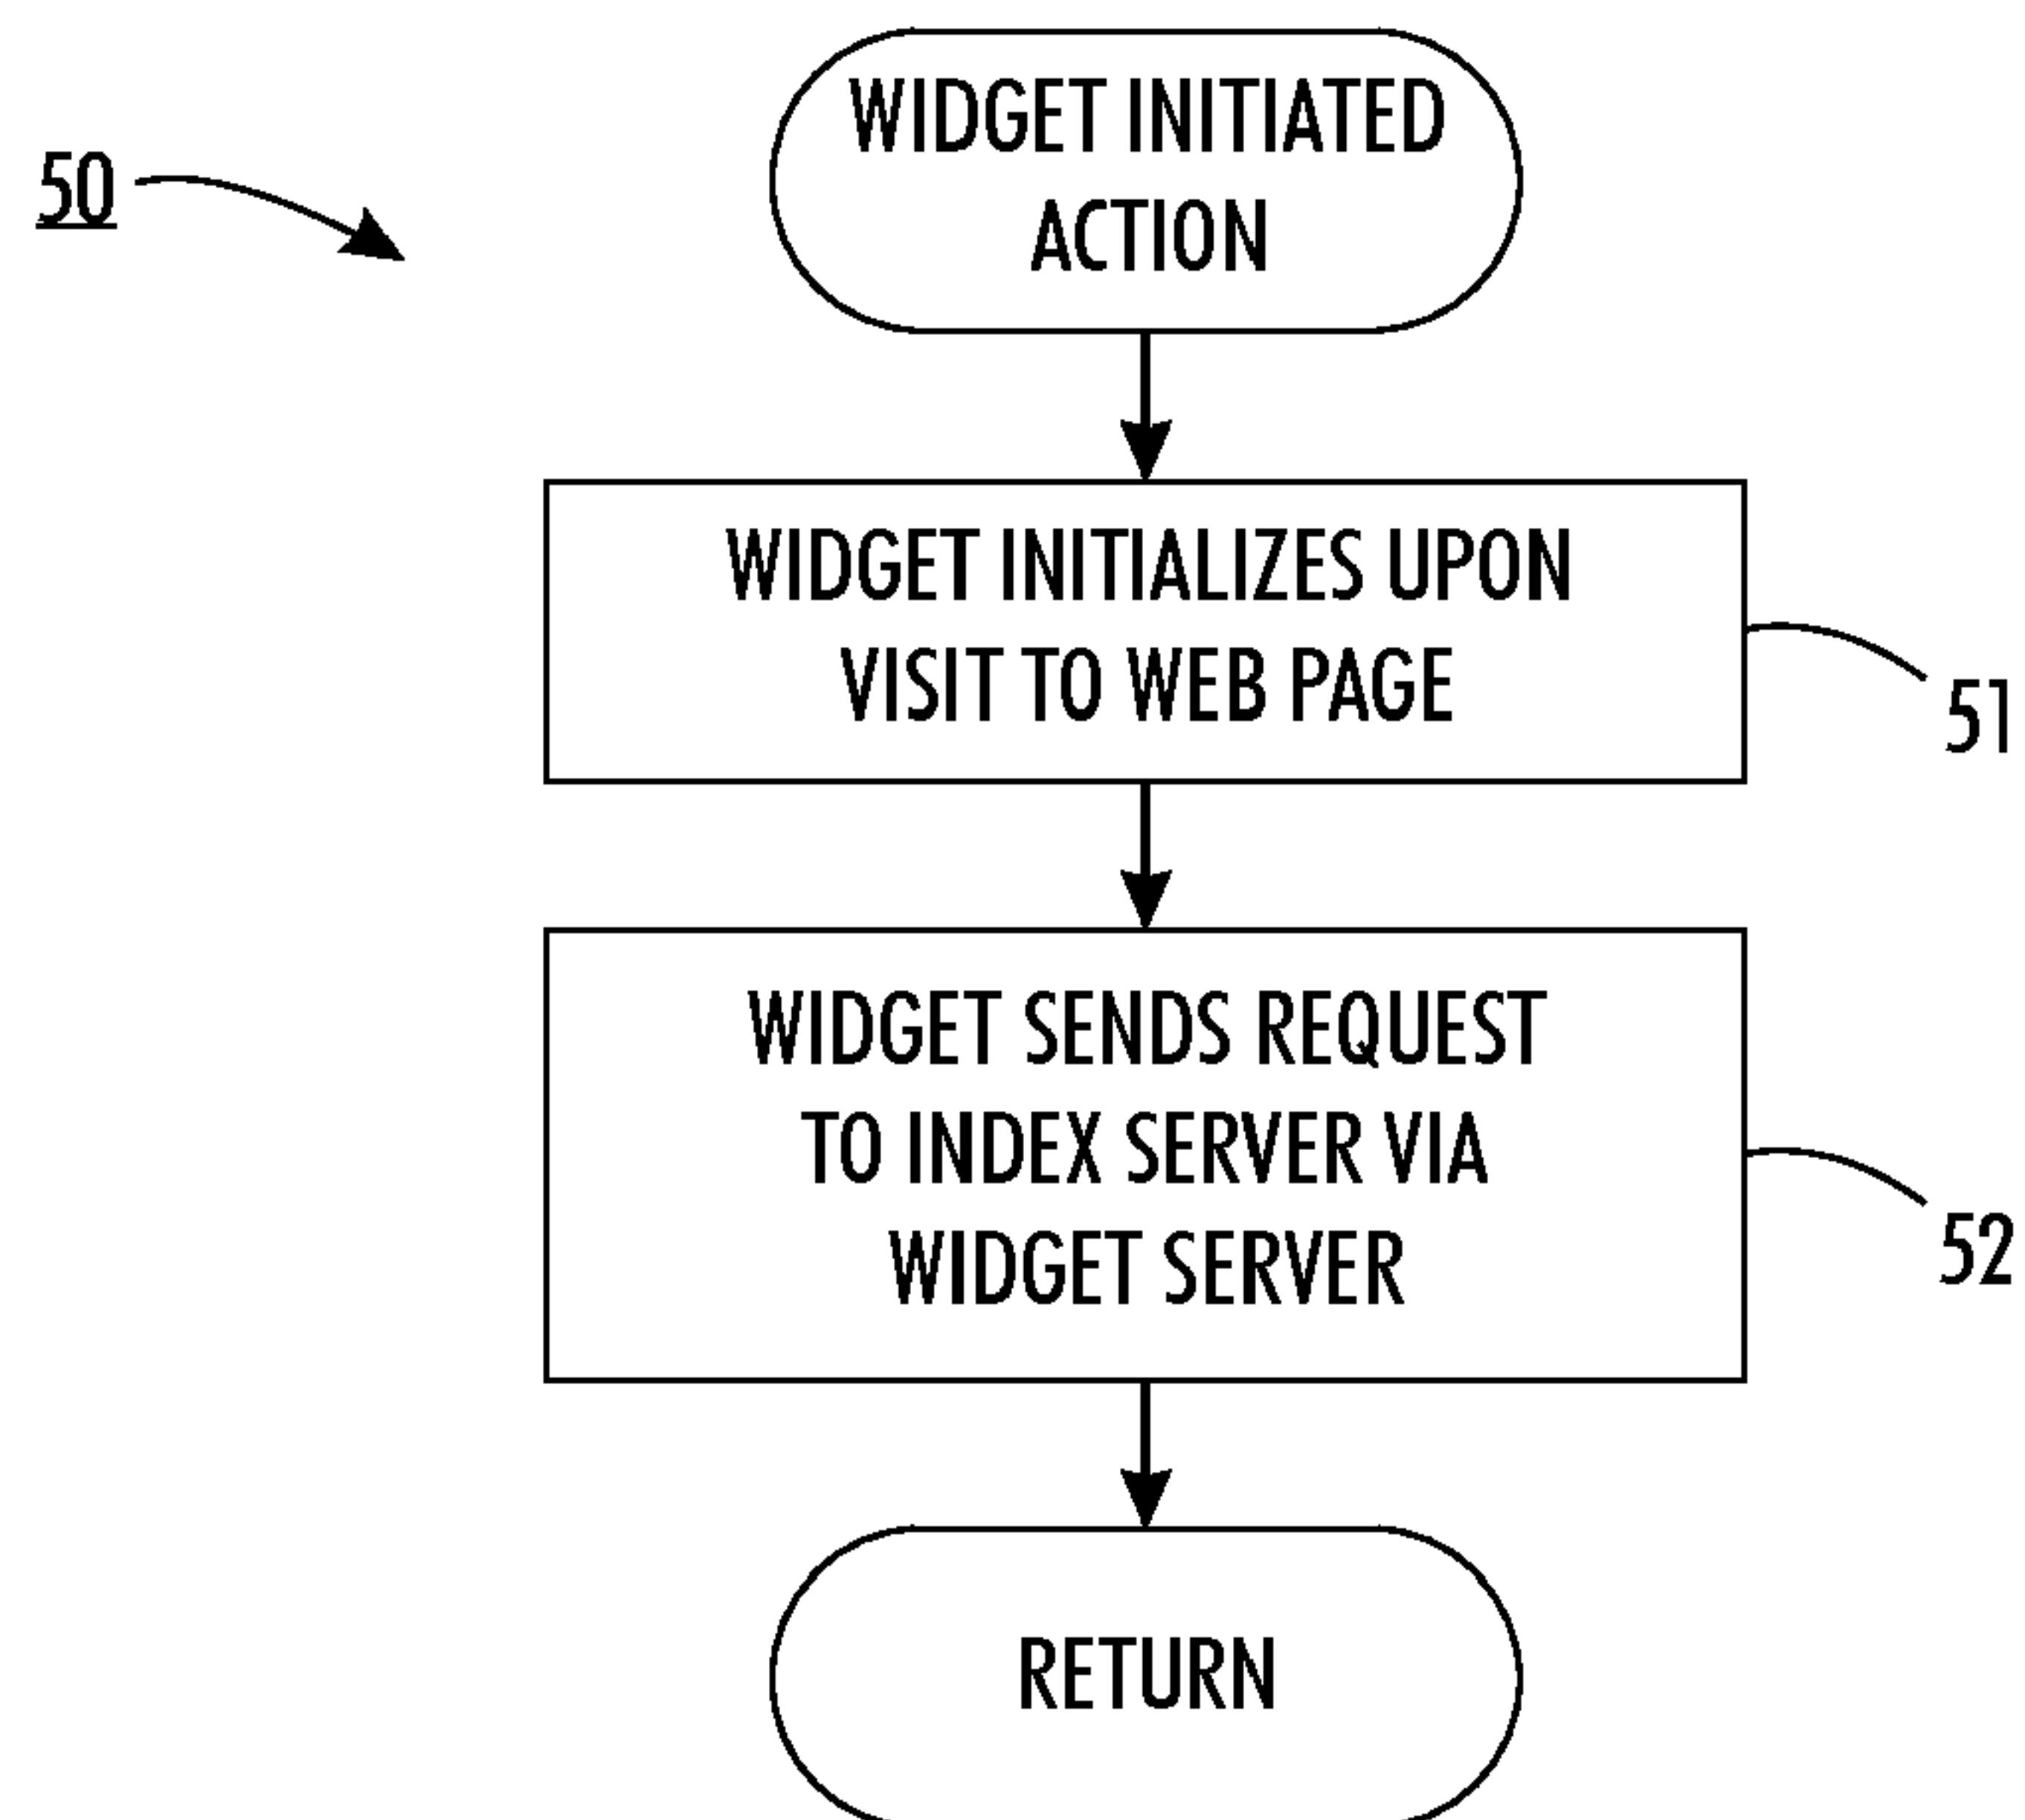 50
WIDGET INITIATED
ACTION
WIDGET INITIALIZES UPON
VISIT TO WEB PAGE
51
WIDGET SENDS REQUEST
TO INDEX SERVER VIA
WIDGET SERVER
52
RETURN